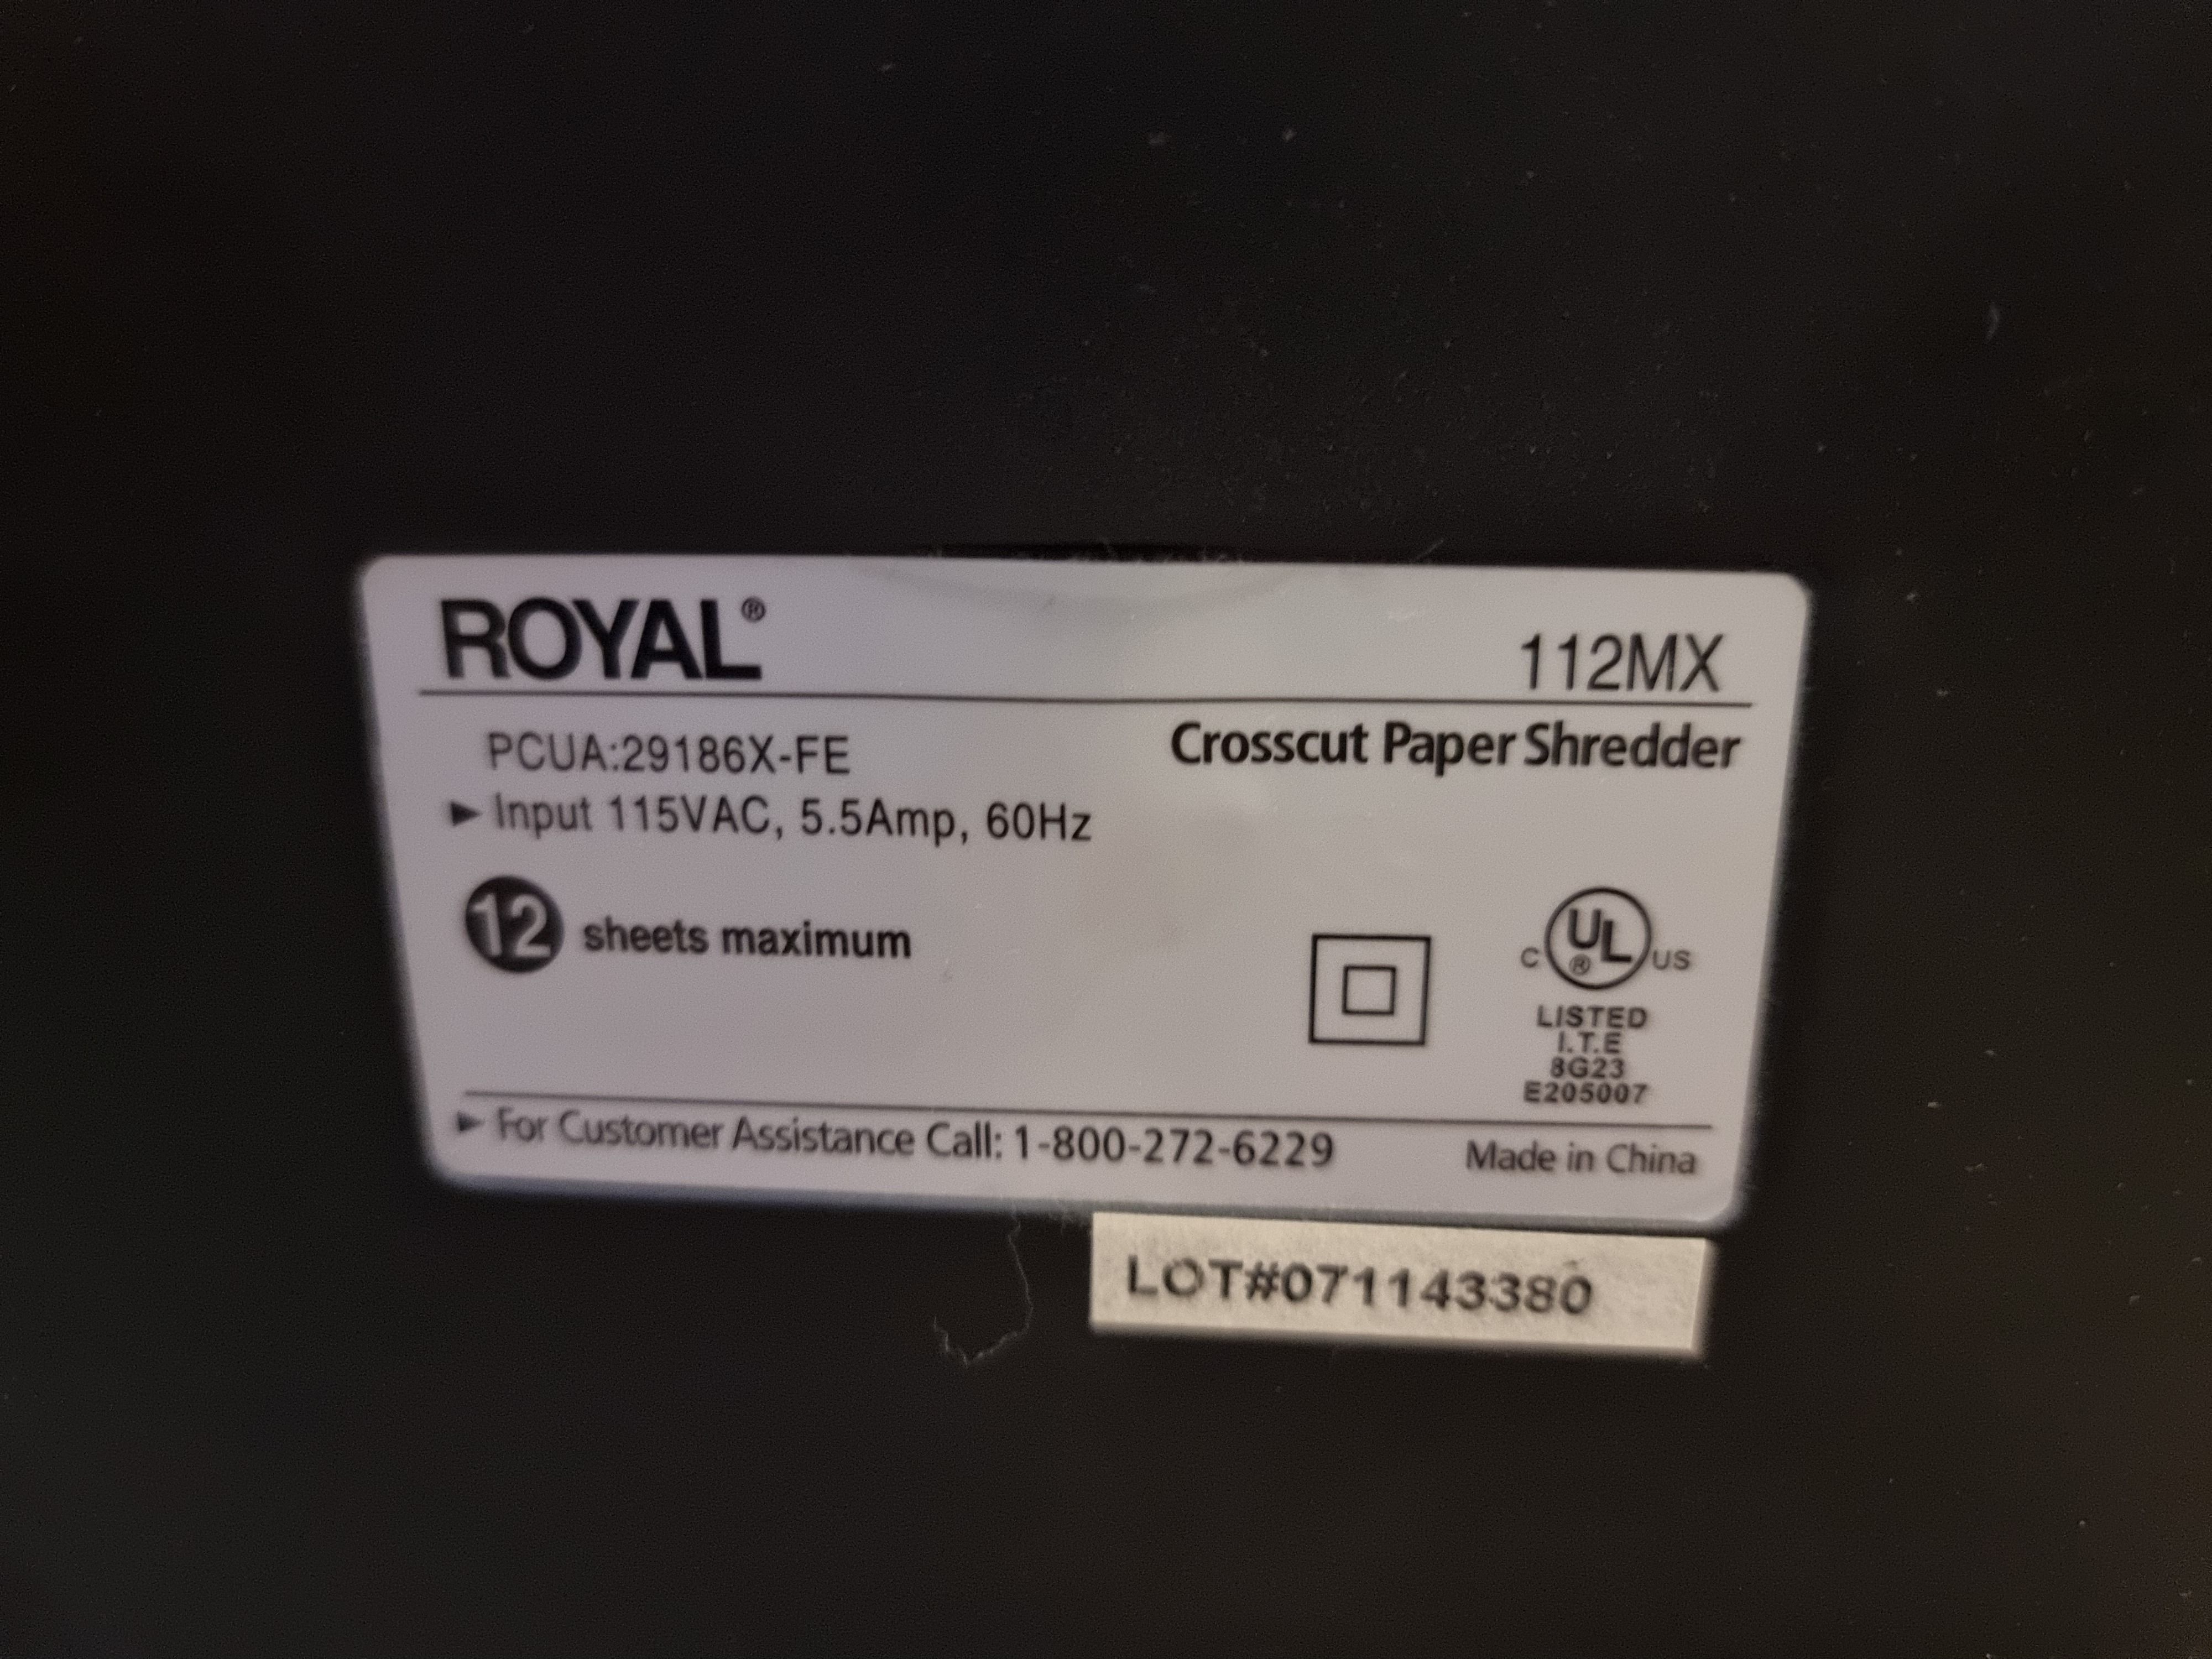 ROYAL®
112MX
PCUA:29186X-FE
Crosscut Paper Shredder
► Input 115VAC, 5.5Amp, 60Hz
12 sheets maximum
C UL® US
LISTED
I.T.E
8G23
E205007
► For Customer Assistance Call: 1-800-272-6229
Made in China
LOT#071143380